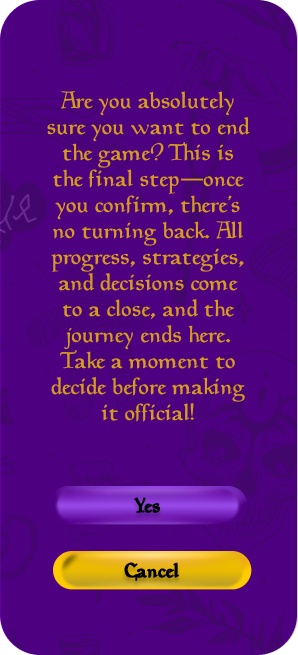 Are you absolutely
sure you want to end
the game? This is
the final step—once
you confirm, there's
no turning back. All
progress, strategies,
and decisions come
to a close, and the
journey ends here.
Take a moment to
decide before making
it official!
Yes
Cancel